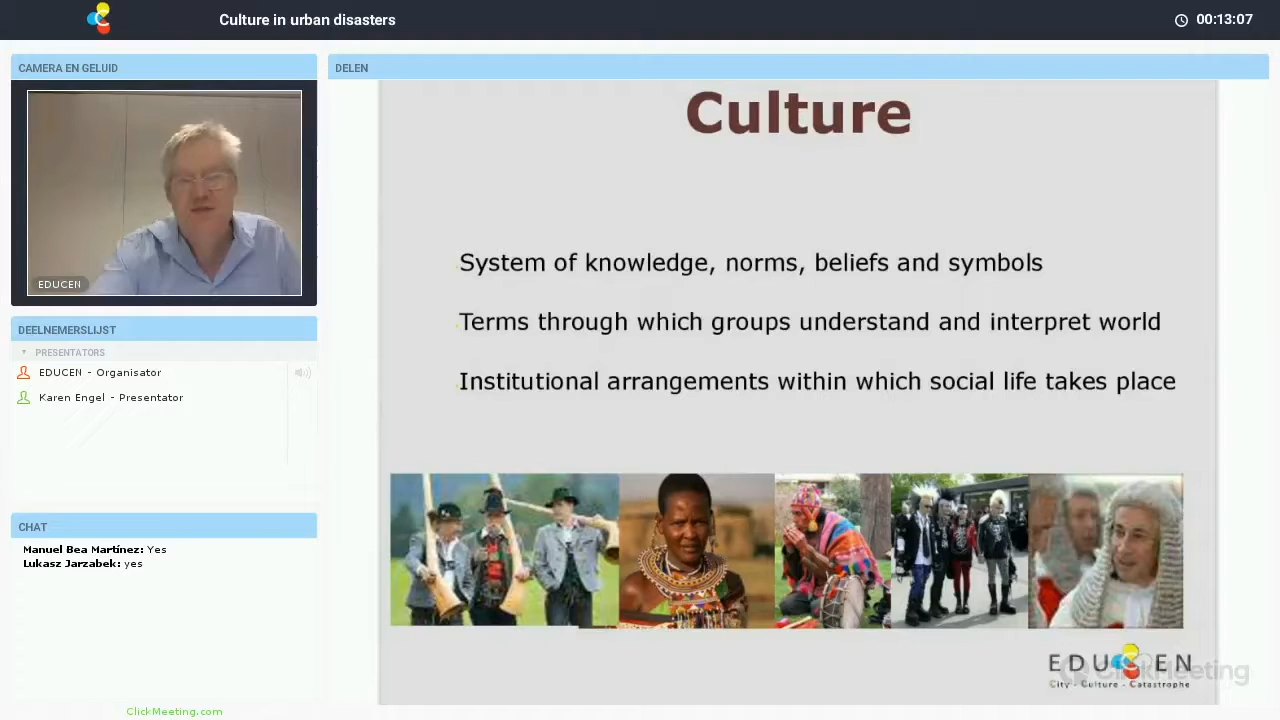 Culture in urban disasters
00:13:07
CAMERA EN GELUID
EDUCEN
DEELNEMERSLIJST
PRESENTATORS
EDUCEN - Organisator
Karen Engel - Presentator
CHAT
Manuel Bea Martínez: Yes
Lukasz Jarzabek: yes
ClickMeeting.com
DELEN
Culture
System of knowledge, norms, beliefs and symbols
Terms through which groups understand and interpret world
Institutional arrangements within which social life takes place
EDUCEN
City - Culture - Catastrophe
ClickMeeting